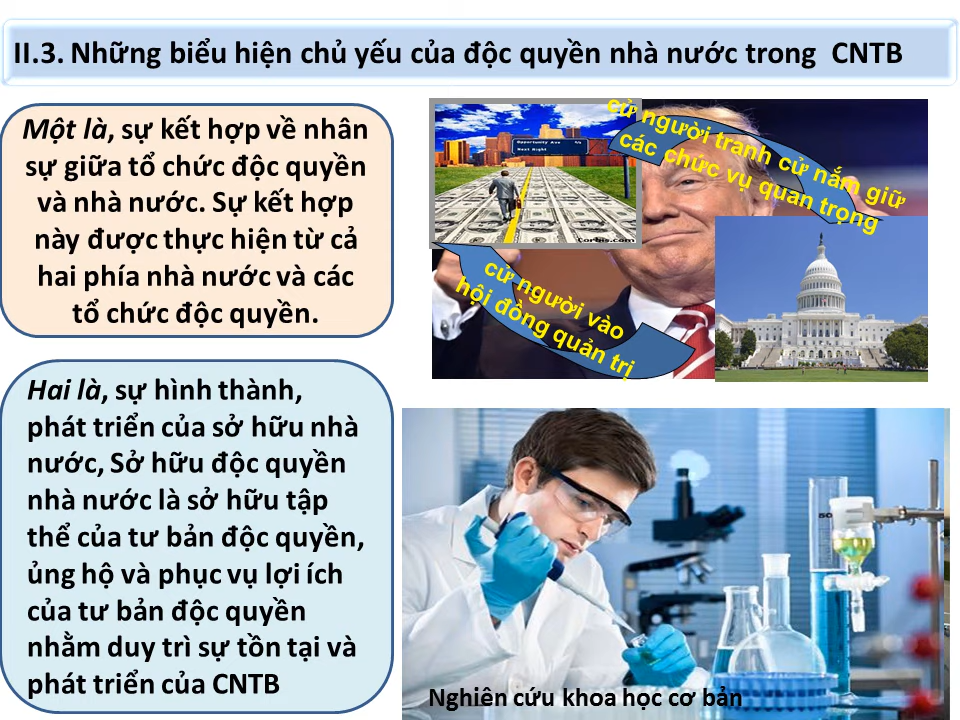 II.3. Những biểu hiện chủ yếu của độc quyền nhà nước trong CNTB
Một là, sự kết hợp về nhân
sự giữa tổ chức độc quyền
và nhà nước. Sự kết hợp
này được thực hiện từ cả
hai phía nhà nước và các
tổ chức độc quyền.
cử người tranh cử nắm giữ
các chức vụ quan trọng
Opportunity Ave
Next Right
Corbis.com
cử người vào
hội đồng quản trị
Hai là, sự hình thành,
phát triển của sở hữu nhà
nước, Sở hữu độc quyền
nhà nước là sở hữu tập
thể của tư bản độc quyền,
ủng hộ và phục vụ lợi ích
của tư bản độc quyền
nhằm duy trì sự tồn tại và
phát triển của CNTB
Nghiên cứu khoa học cơ bản